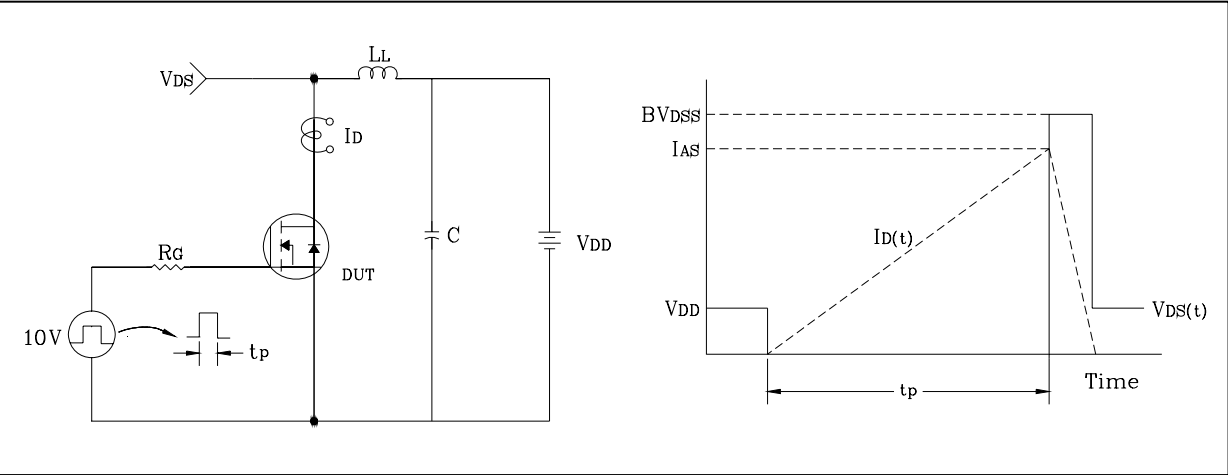 LL
VDS
ID
RG
C
VDD
DUT
10V
tp
BVDSS
IAS
ID(t)
VDD
VDS(t)
Time
tp